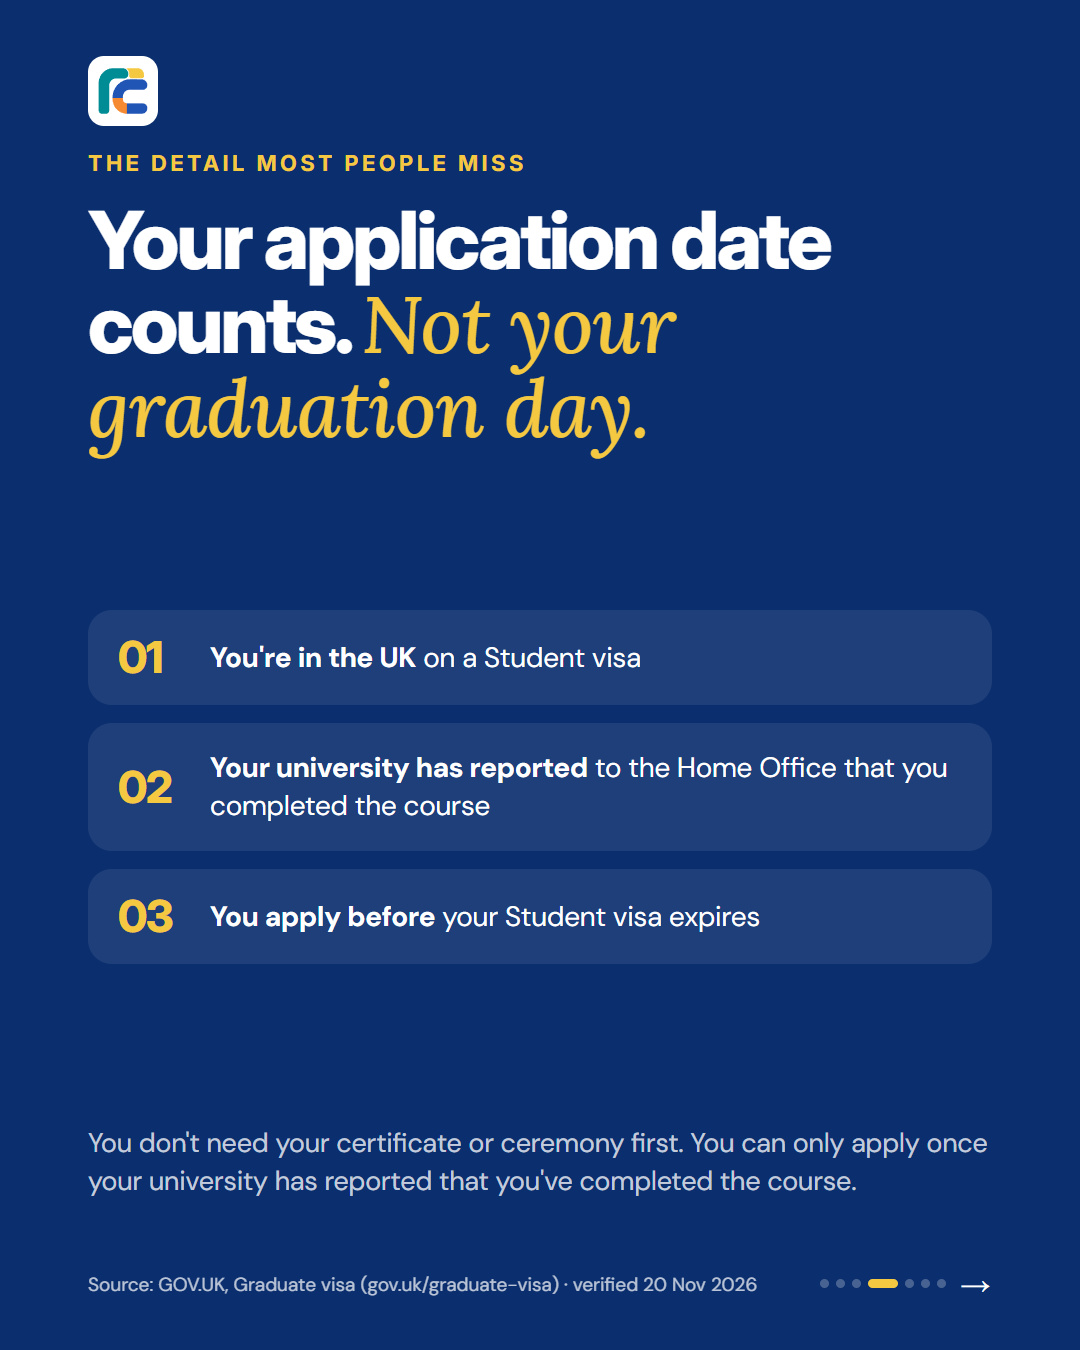 THE DETAIL MOST PEOPLE MISS
Your application date
counts. Not your
graduation day.
01 You're in the UK on a Student visa
02 Your university has reported to the Home Office that you
completed the course
03 You apply before your Student visa expires
You don't need your certificate or ceremony first. You can only apply once
your university has reported that you've completed the course.
Source: GOV.UK, Graduate visa (gov.uk/graduate-visa) · verified 20 Nov 2026 →